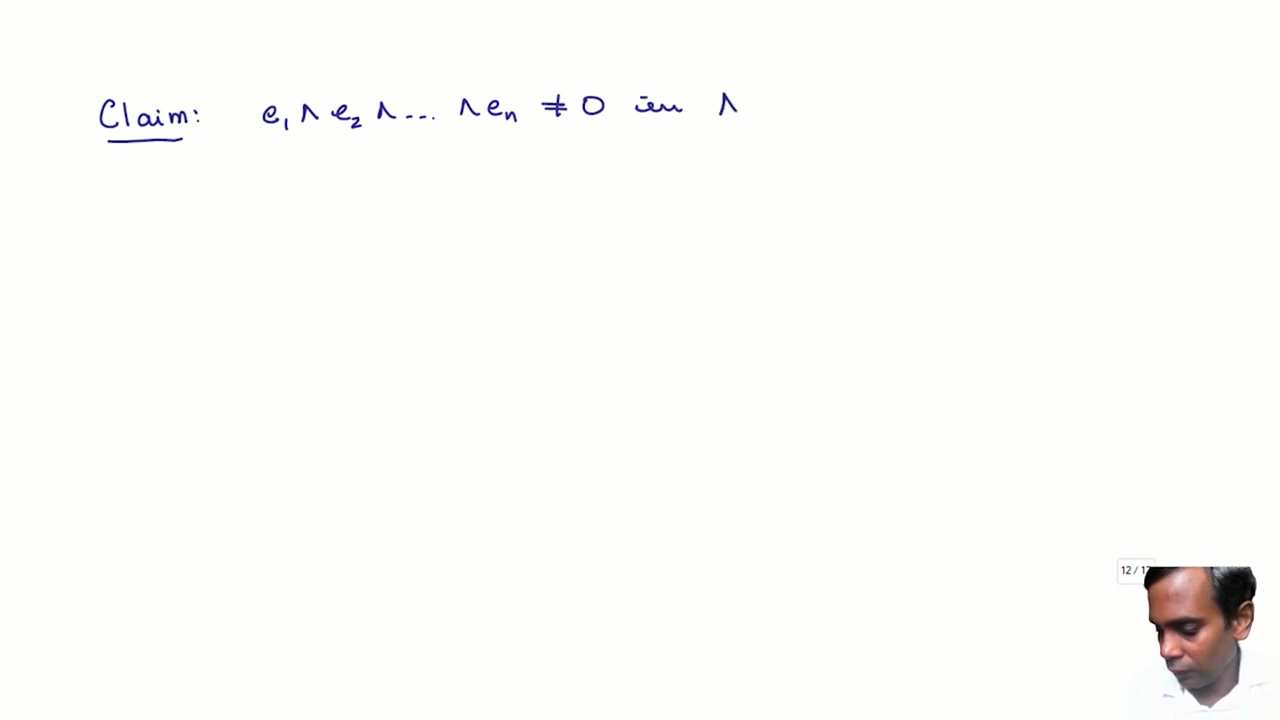 Claim: e₁ ∧ e₂ ∧ ... ∧ eₙ ≠ 0 in Λ
12 / 1